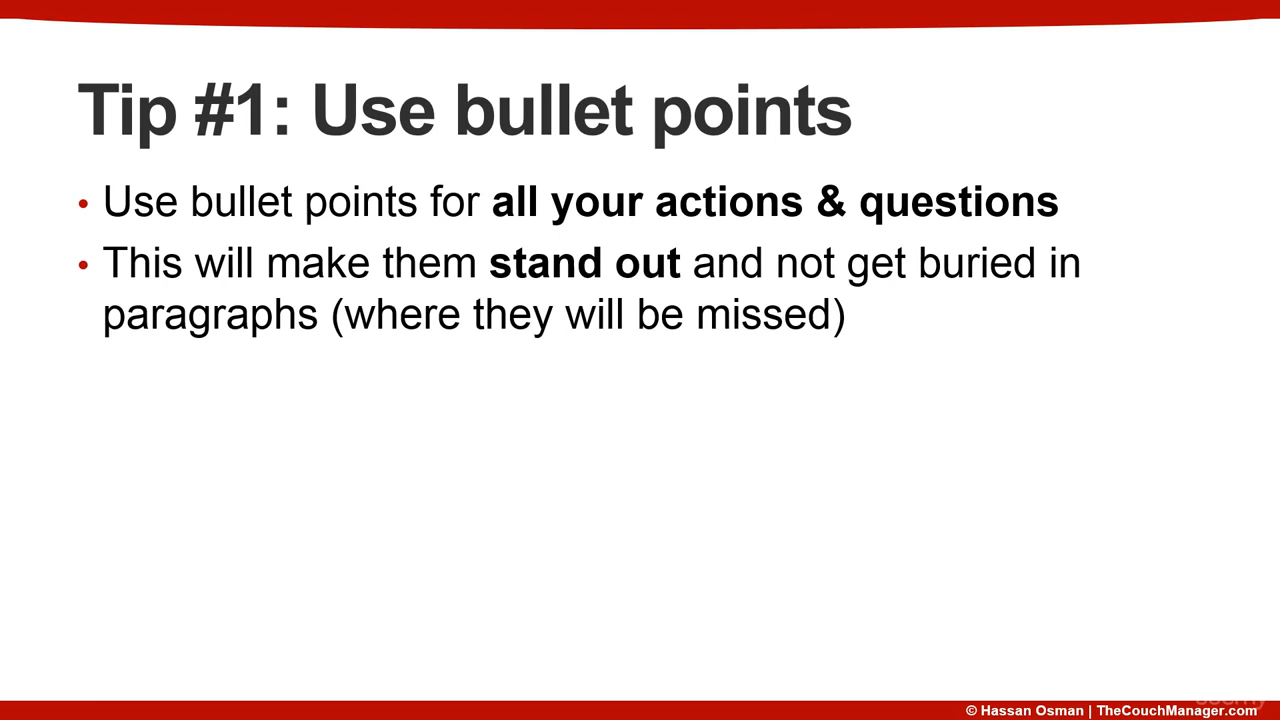 Tip #1: Use bullet points
• Use bullet points for all your actions & questions
• This will make them stand out and not get buried in
paragraphs (where they will be missed)
© Hassan Osman | TheCouchManager.com